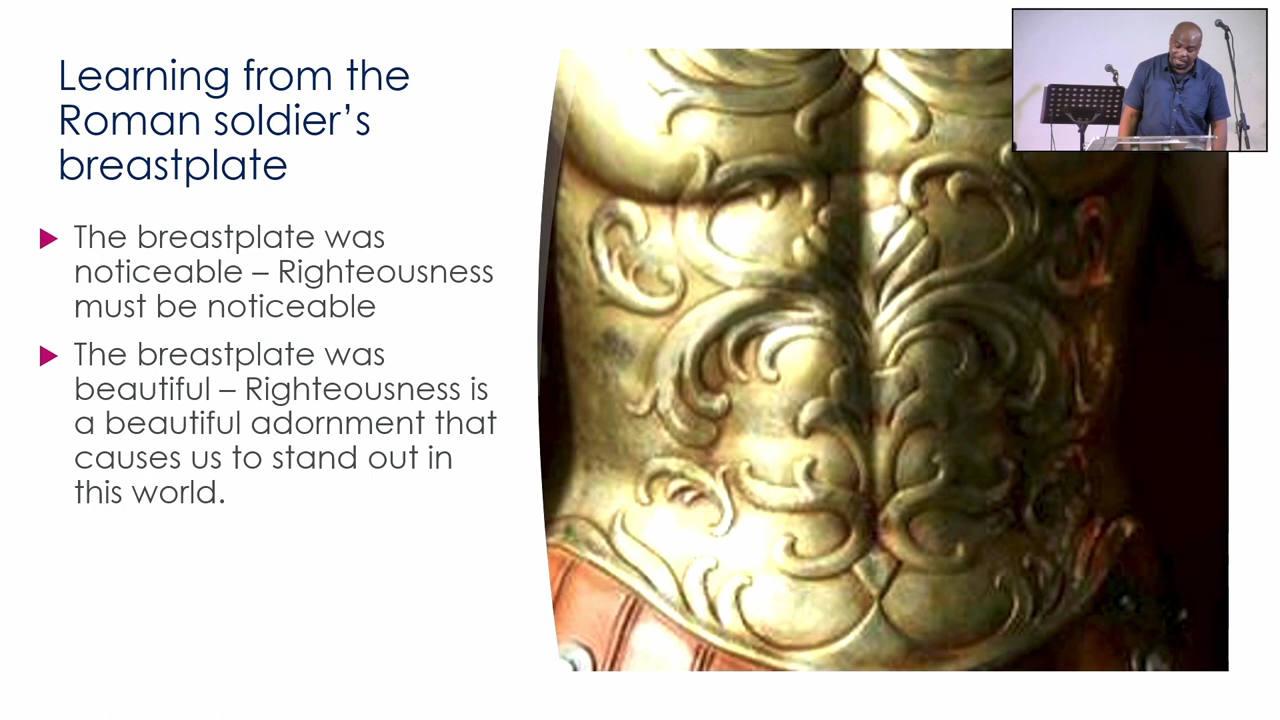 Learning from the
Roman soldier’s
breastplate
The breastplate was
noticeable – Righteousness
must be noticeable
The breastplate was
beautiful – Righteousness is
a beautiful adornment that
causes us to stand out in
this world.